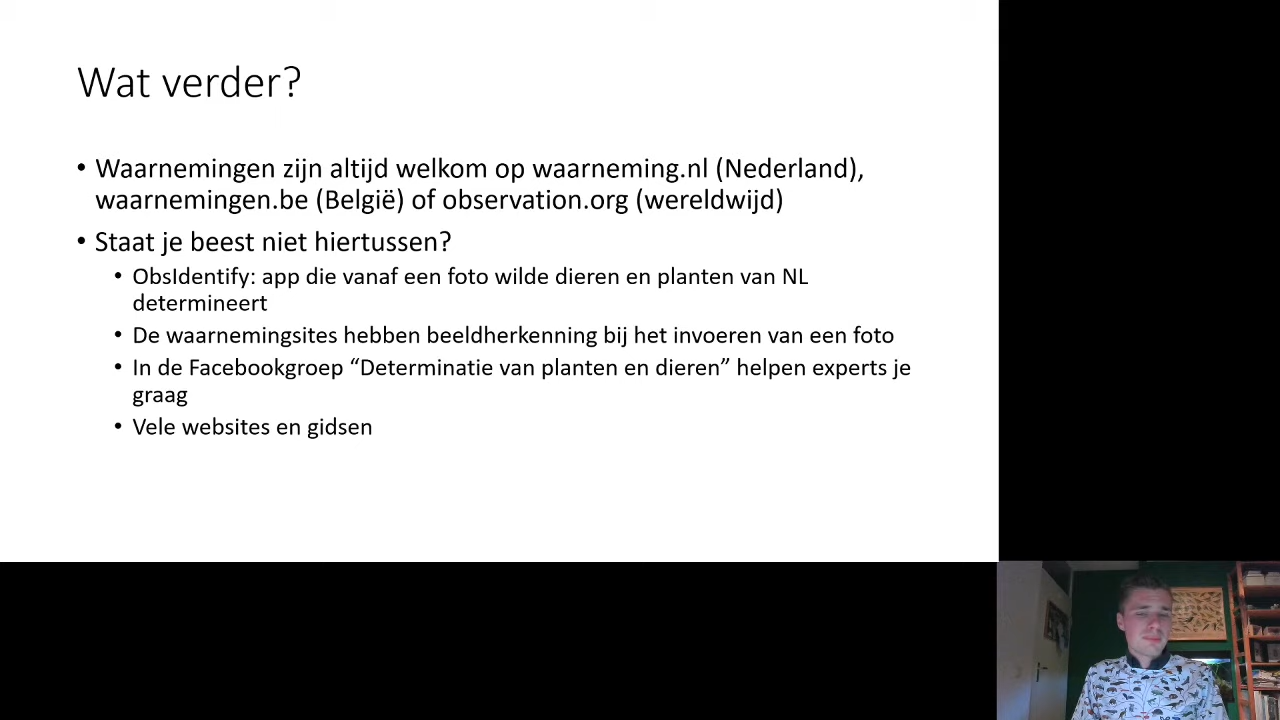 Wat verder?
• Waarnemingen zijn altijd welkom op waarneming.nl (Nederland),
waarnemingen.be (België) of observation.org (wereldwijd)
• Staat je beest niet hiertussen?
• ObsIdentify: app die vanaf een foto wilde dieren en planten van NL
determineert
• De waarnemingsites hebben beeldherkenning bij het invoeren van een foto
• In de Facebookgroep “Determinatie van planten en dieren” helpen experts je
graag
• Vele websites en gidsen